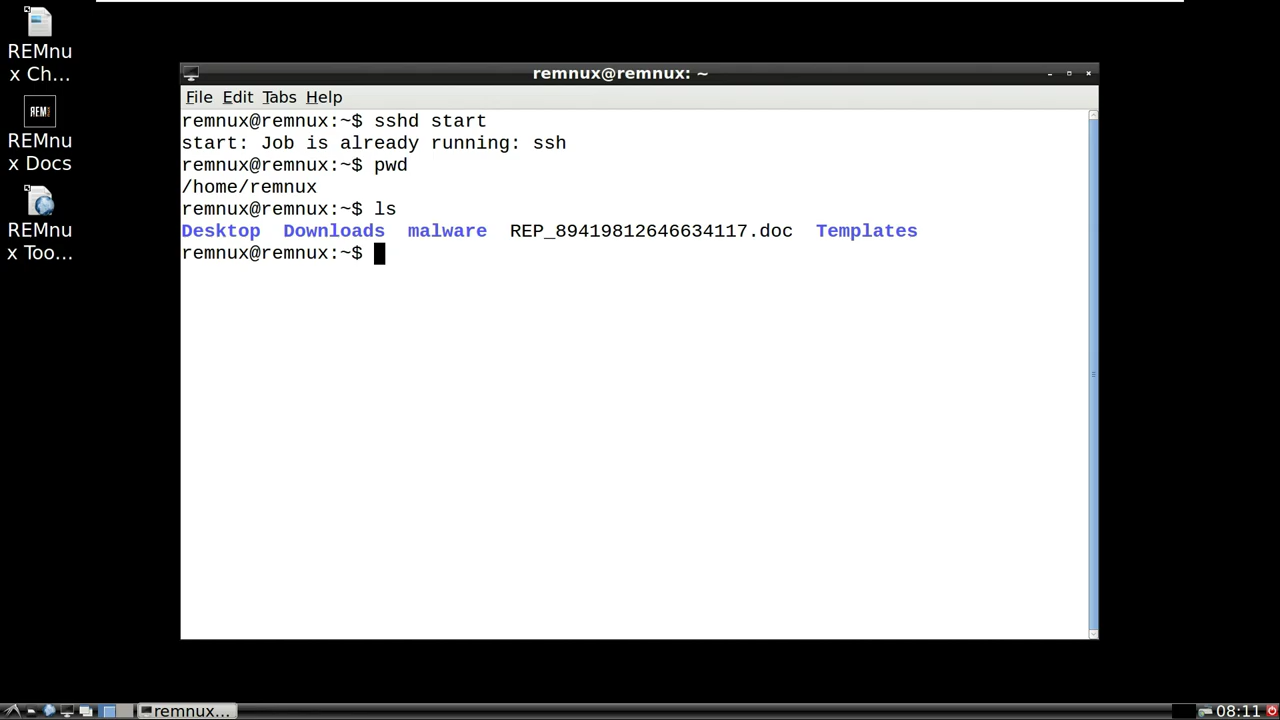 REMnu
x Ch...
REMnu
x Docs
REMnu
x Too...
REM
remnux@remnux: ~
File Edit Tabs Help
remnux@remnux:~$ sshd start
start: Job is already running: ssh
remnux@remnux:~$ pwd
/home/remnux
remnux@remnux:~$ ls
Desktop  Downloads  malware  REP_89419812646634117.doc  Templates
remnux@remnux:~$
remnux...
08:11